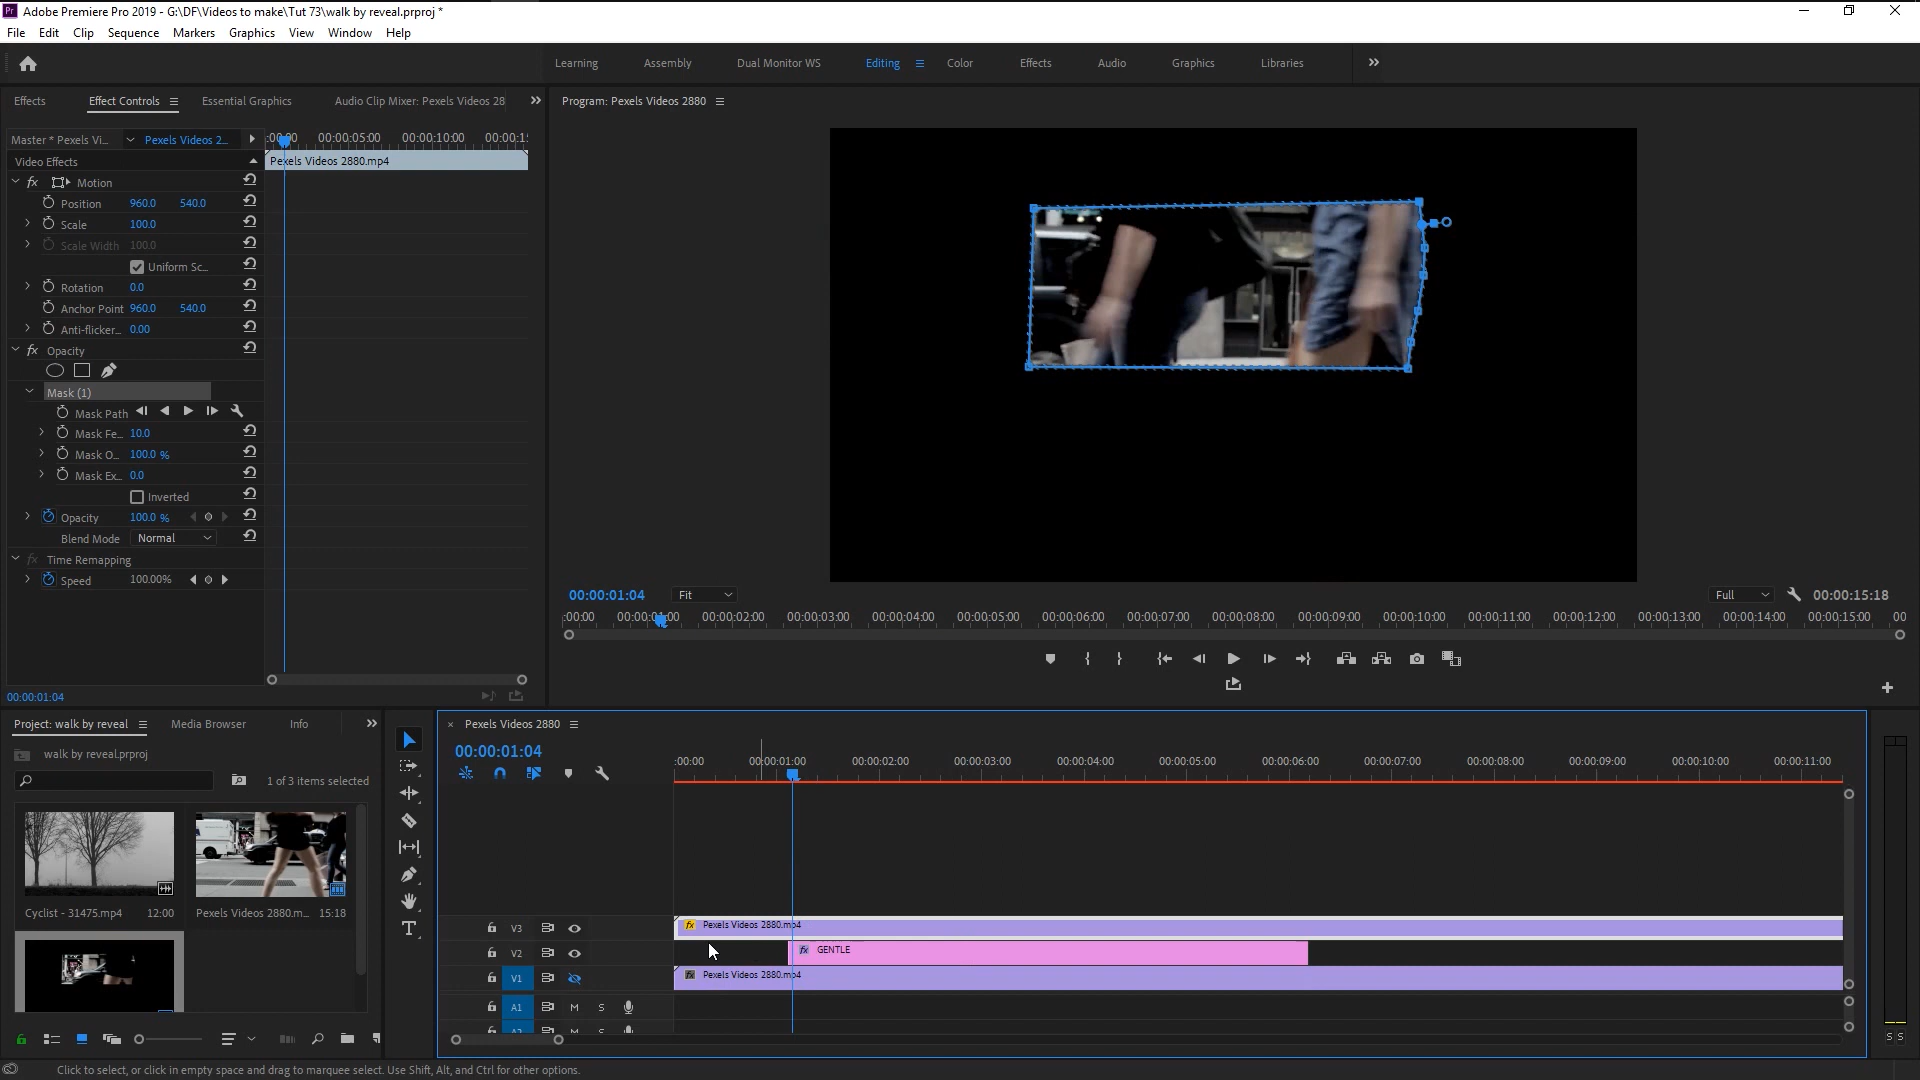 Adobe Premiere Pro 2019 - G:\DF\Videos to make\Tut 73\walk by reveal.prproj *
File Edit Clip Sequence Markers Graphics View Window Help
Learning Assembly Dual Monitor WS Editing Color Effects Audio Graphics Libraries
Effects Effect Controls Essential Graphics Audio Clip Mixer: Pexels Videos 28
Program: Pexels Videos 2880
Master * Pexels Vi... Pexels Videos 2... :00:00 00:00:05:00 00:00:10:00 00:00:1
Video Effects Pexels Videos 2880.mp4
fx Motion
Position 960.0 540.0
Scale 100.0
Scale Width 100.0
Uniform Sc...
Rotation 0.0
Anchor Point 960.0 540.0
Anti-flicker... 0.00
fx Opacity
Mask (1)
Mask Path
Mask Fe... 10.0
Mask O... 100.0 %
Mask Ex... 0.0
Inverted
Opacity 100.0 %
Blend Mode Normal
fx Time Remapping
Speed 100.00%
00:00:01:04
00:00:01:04 Fit Full 00:00:15:18
:00:00 00:00:01:00 00:00:02:00 00:00:03:00 00:00:04:00 00:00:05:00 00:00:06:00 00:00:07:00 00:00:08:00 00:00:09:00 00:00:10:00 00:00:11:00 00:00:12:00 00:00:13:00 00:00:14:00 00:00:15:00 00
Project: walk by reveal Media Browser Info
walk by reveal.prproj
1 of 3 items selected
Cyclist - 31475.mp4 12:00 Pexels Videos 2880.m... 15:18
Pexels Videos 2880
00:00:01:04
:00:00 00:00:01:00 00:00:02:00 00:00:03:00 00:00:04:00 00:00:05:00 00:00:06:00 00:00:07:00 00:00:08:00 00:00:09:00 00:00:10:00 00:00:11:00
V3 fx Pexels Videos 2880.mp4
V2 fx GENTLE
V1 fx Pexels Videos 2880.mp4
A1 M S
A2 M S
S S
Click to select, or click in empty space and drag to marquee select. Use Shift, Alt, and Ctrl for other options.